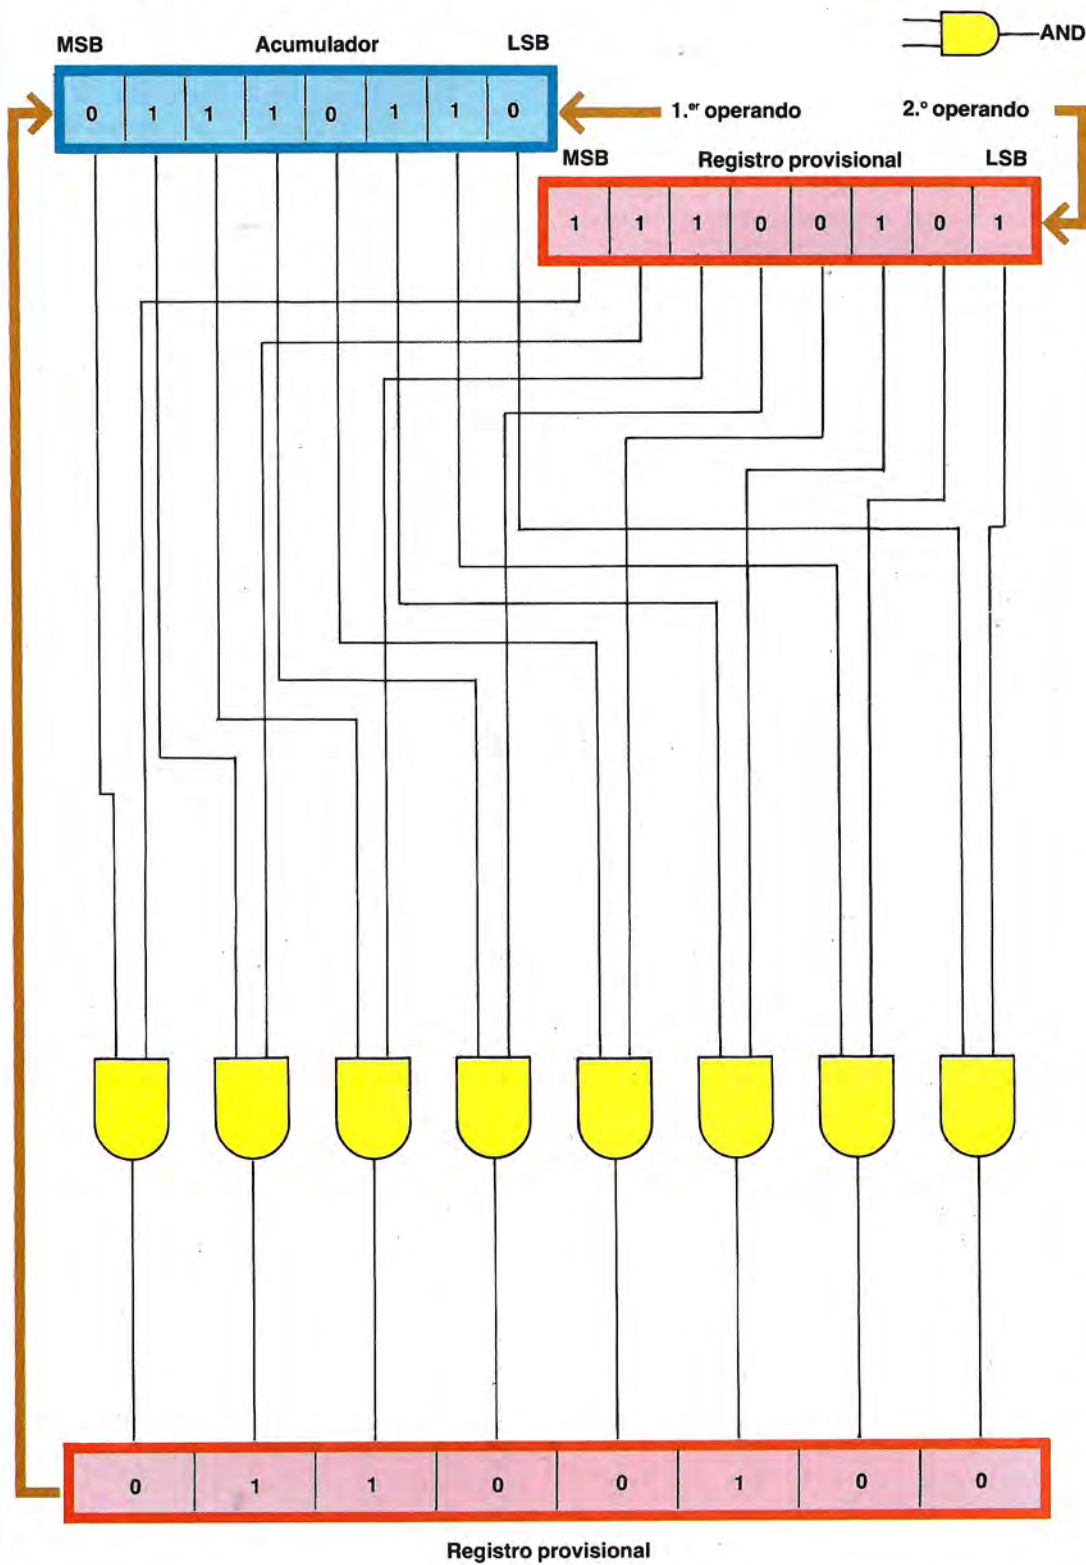 AND
MSB Acumulador LSB
0 1 1 1 0 1 1 0
1.er operando 2.º operando
MSB Registro provisional LSB
1 1 1 0 0 1 0 1
0 1 1 0 0 1 0 0
Registro provisional